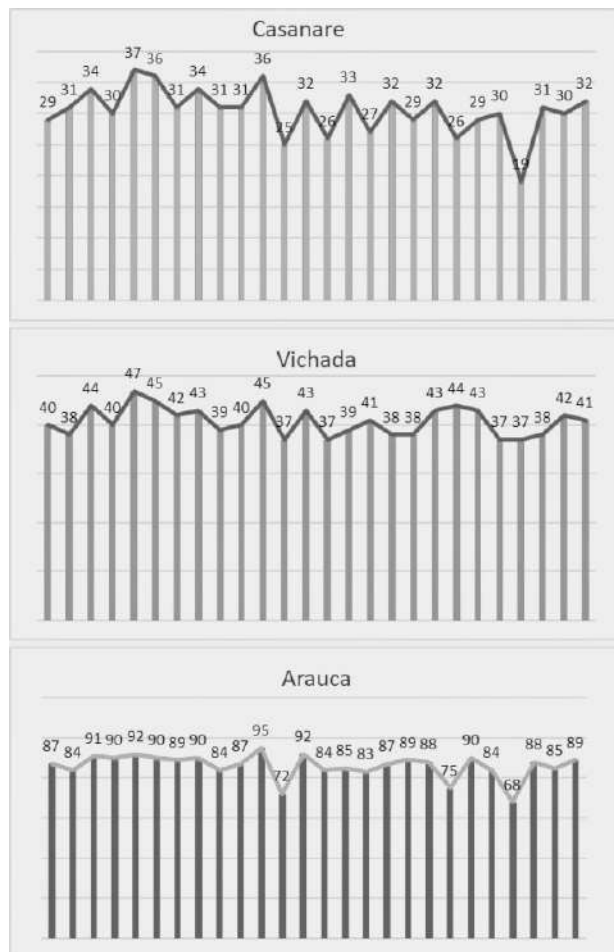 Casanare
29 31 34 30 37 36 31 34 31 31 36 25 32 26 33 27 32 29 32 26 29 30 19 31 30 32
Vichada
40 38 44 40 47 45 42 43 39 40 45 37 43 37 39 41 38 38 43 44 43 37 37 38 42 41
Arauca
87 84 91 90 92 90 89 90 84 87 95 72 92 84 85 83 87 89 88 75 90 84 68 88 85 89